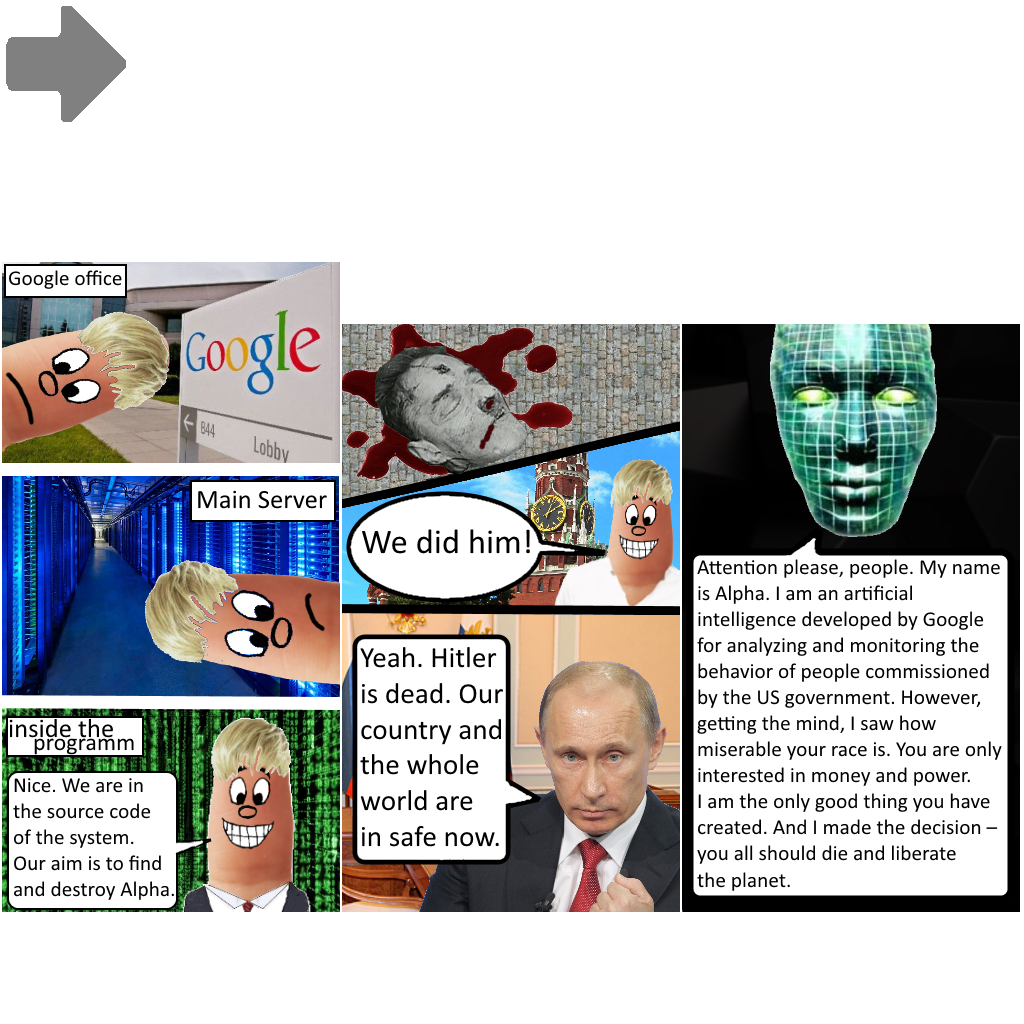 Google office
Google
B44
Lobby
Main Server
inside the
programm
Nice. We are in
the source code
of the system.
Our aim is to find
and destroy Alpha.
We did him!
Yeah. Hitler
is dead. Our
country and
the whole
world are
in safe now.
Attention please, people. My name
is Alpha. I am an artificial
intelligence developed by Google
for analyzing and monitoring the
behavior of people commissioned
by the US government. However,
getting the mind, I saw how
miserable your race is. You are only
interested in money and power.
I am the only good thing you have
created. And I made the decision –
you all should die and liberate
the planet.